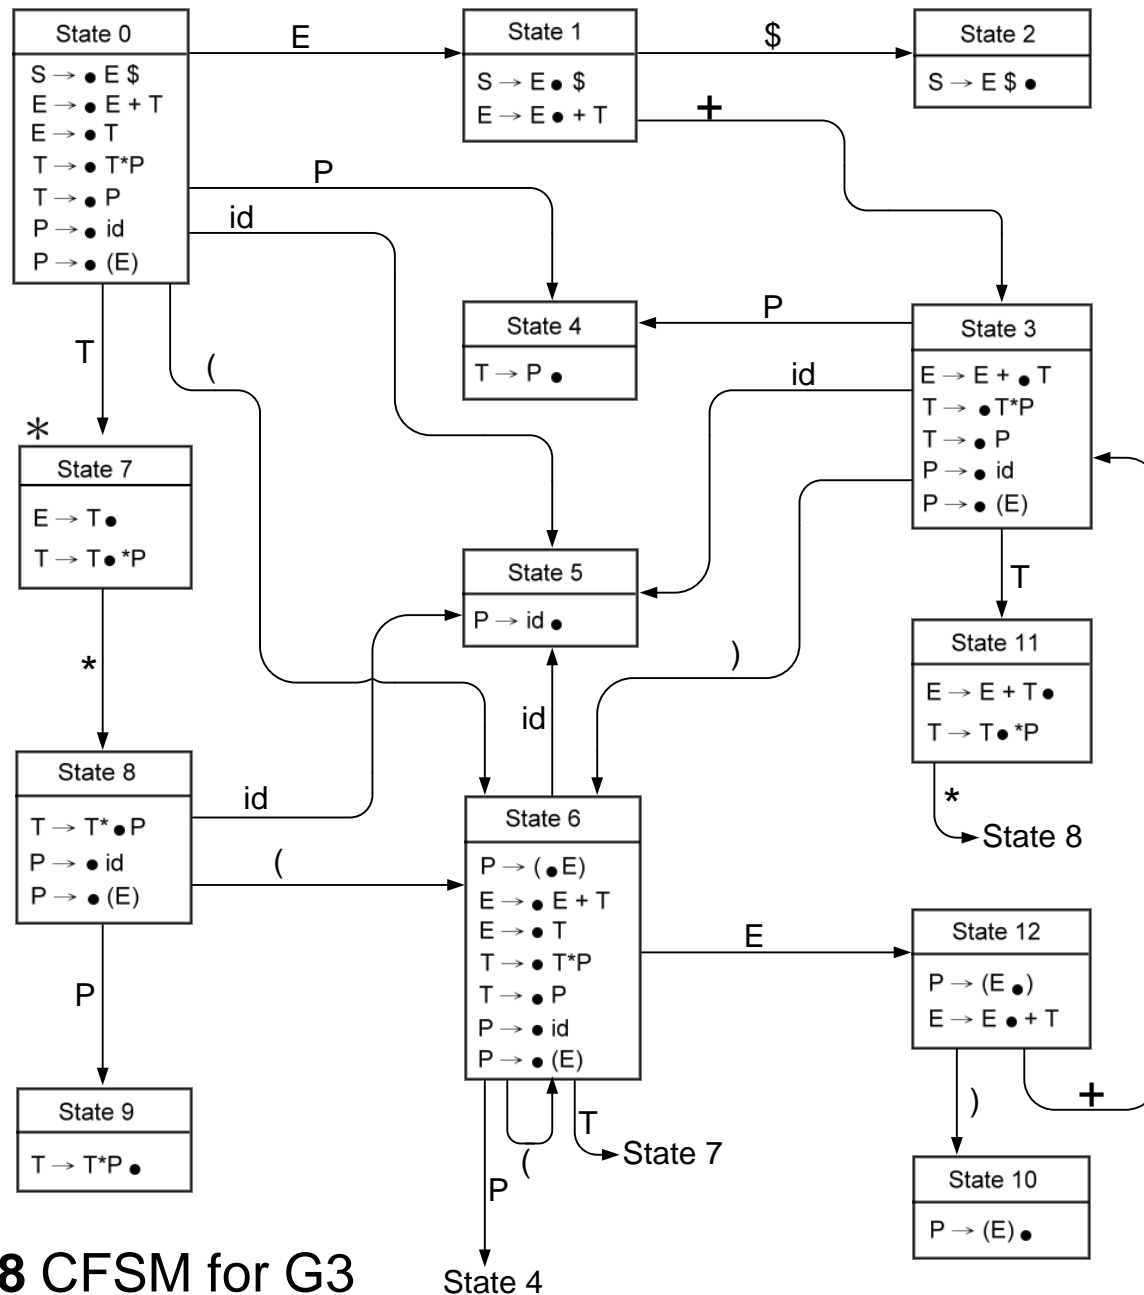 State 0
S → • E $
E → • E + T
E → • T
T → • T*P
T → • P
P → • id
P → • (E)
E
State 1
S → E • $
E → E • + T
$
State 2
S → E $ •
+
P
id
T
(
State 4
T → P •
P
State 3
E → E + • T
T → • T*P
T → • P
P → • id
P → • (E)
id
*
State 7
E → T •
T → T • *P
State 5
P → id •
)
T
State 11
E → E + T •
T → T • *P
*
State 8
*
id
State 8
T → T* • P
P → • id
P → • (E)
id
(
State 6
P → ( • E)
E → • E + T
E → • T
T → • T*P
T → • P
P → • id
P → • (E)
E
State 12
P → (E • )
E → E • + T
P
State 9
T → T*P •
(
T
State 7
P
State 4
)
+
State 10
P → (E) •
8 CFSM for G3